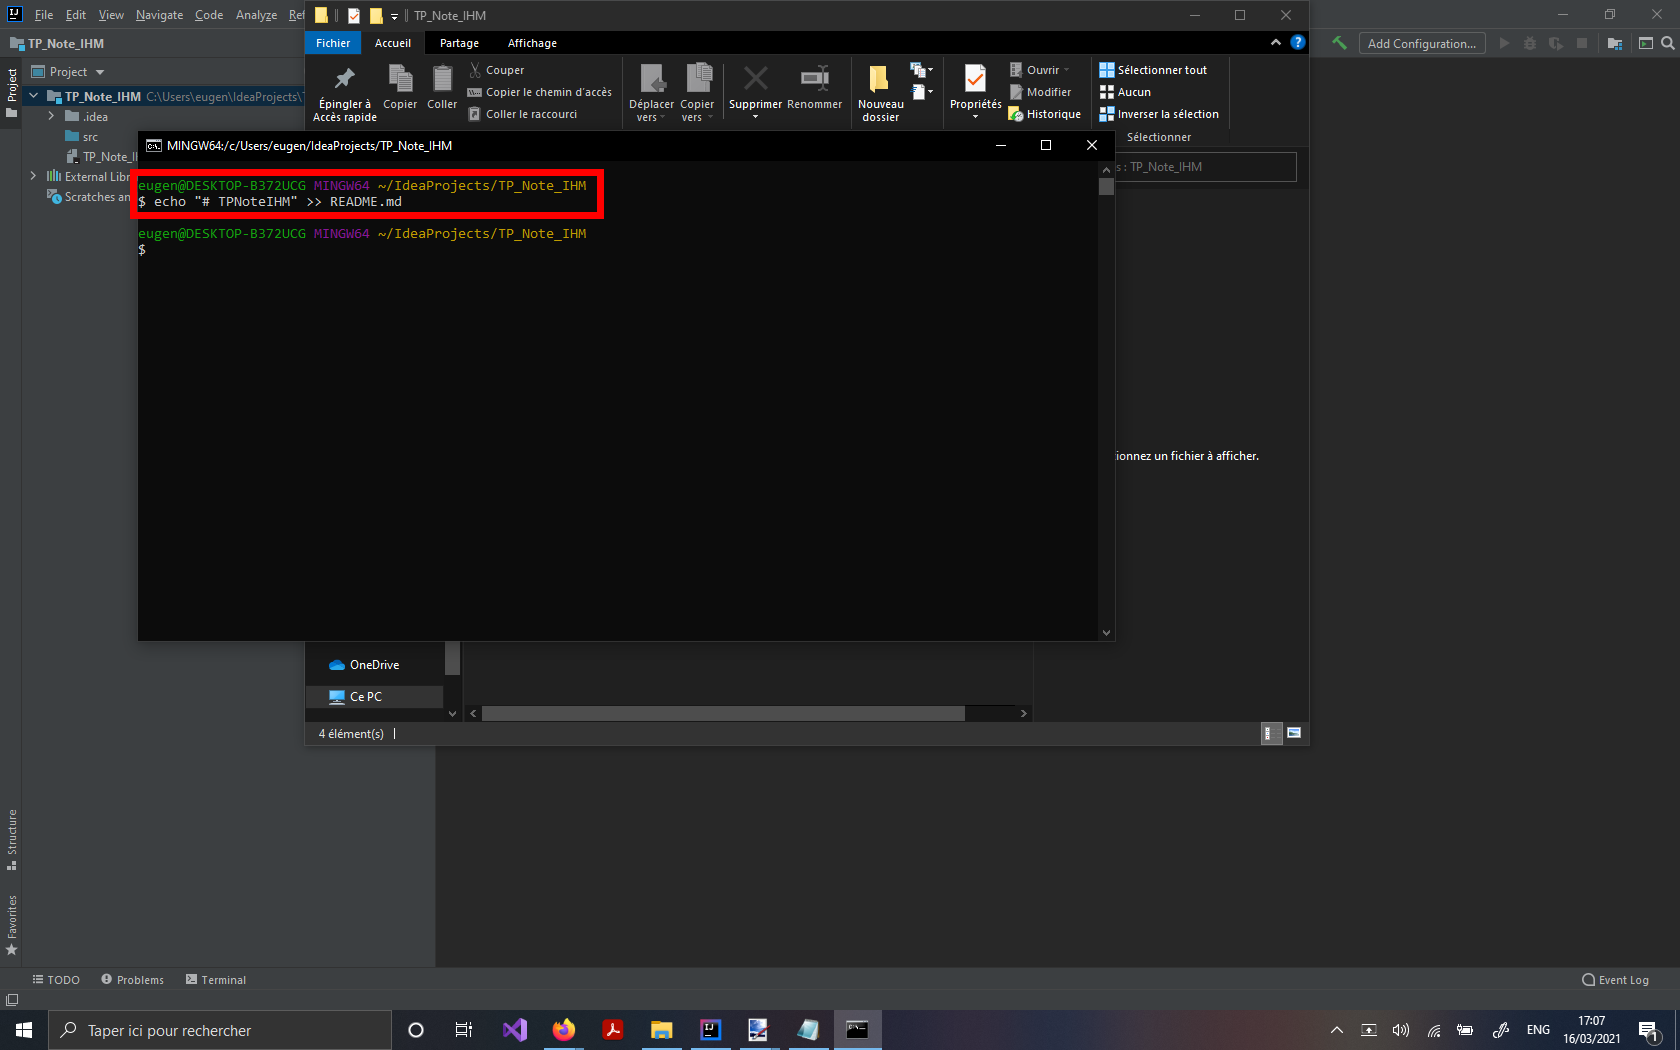 File Edit View Navigate Code Analyze Ref
TP_Note_IHM
Fichier Accueil Partage Affichage
TP_Note_IHM
Add Configuration...
Project
Project
Épingler à
Accès rapide
Copier
Coller
Couper
Copier le chemin d'accès
Coller le raccourci
Déplacer
vers
Copier
vers
Supprimer
Renommer
Nouveau
dossier
Propriétés
Ouvrir
Modifier
Historique
Sélectionner tout
Aucun
Inverser la sélection
Sélectionner
TP_Note_IHM C:\Users\eugen\IdeaProjects\T
.idea
src
TP_Note_I
External Libr
Scratches an
MINGW64:/c/Users/eugen/IdeaProjects/TP_Note_IHM
eugen@DESKTOP-B372UCG MINGW64 ~/IdeaProjects/TP_Note_IHM
$ echo "# TPNoteIHM" >> README.md
eugen@DESKTOP-B372UCG MINGW64 ~/IdeaProjects/TP_Note_IHM
$
s : TP_Note_IHM
ionnez un fichier à afficher.
OneDrive
Ce PC
4 élément(s)
Structure
Favorites
TODO Problems Terminal Event Log
Taper ici pour rechercher
ENG
17:07
16/03/2021
1